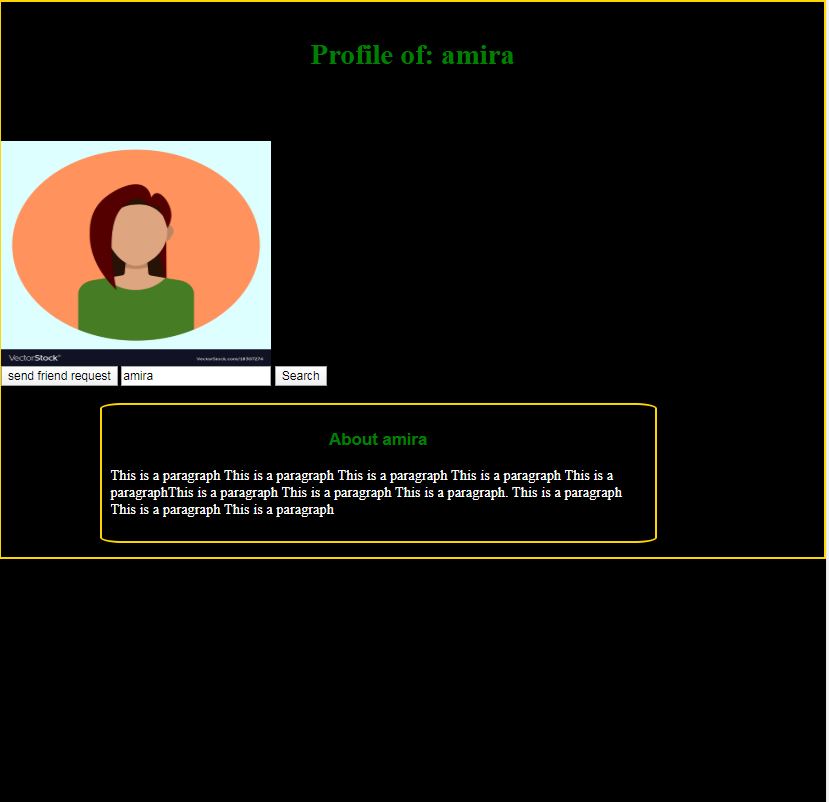 Profile of: amira
VectorStock®
VectorStock.com/18307274
send friend request amira Search
About amira
This is a paragraph This is a paragraph This is a paragraph This is a paragraph This is a
paragraphThis is a paragraph This is a paragraph This is a paragraph. This is a paragraph
This is a paragraph This is a paragraph